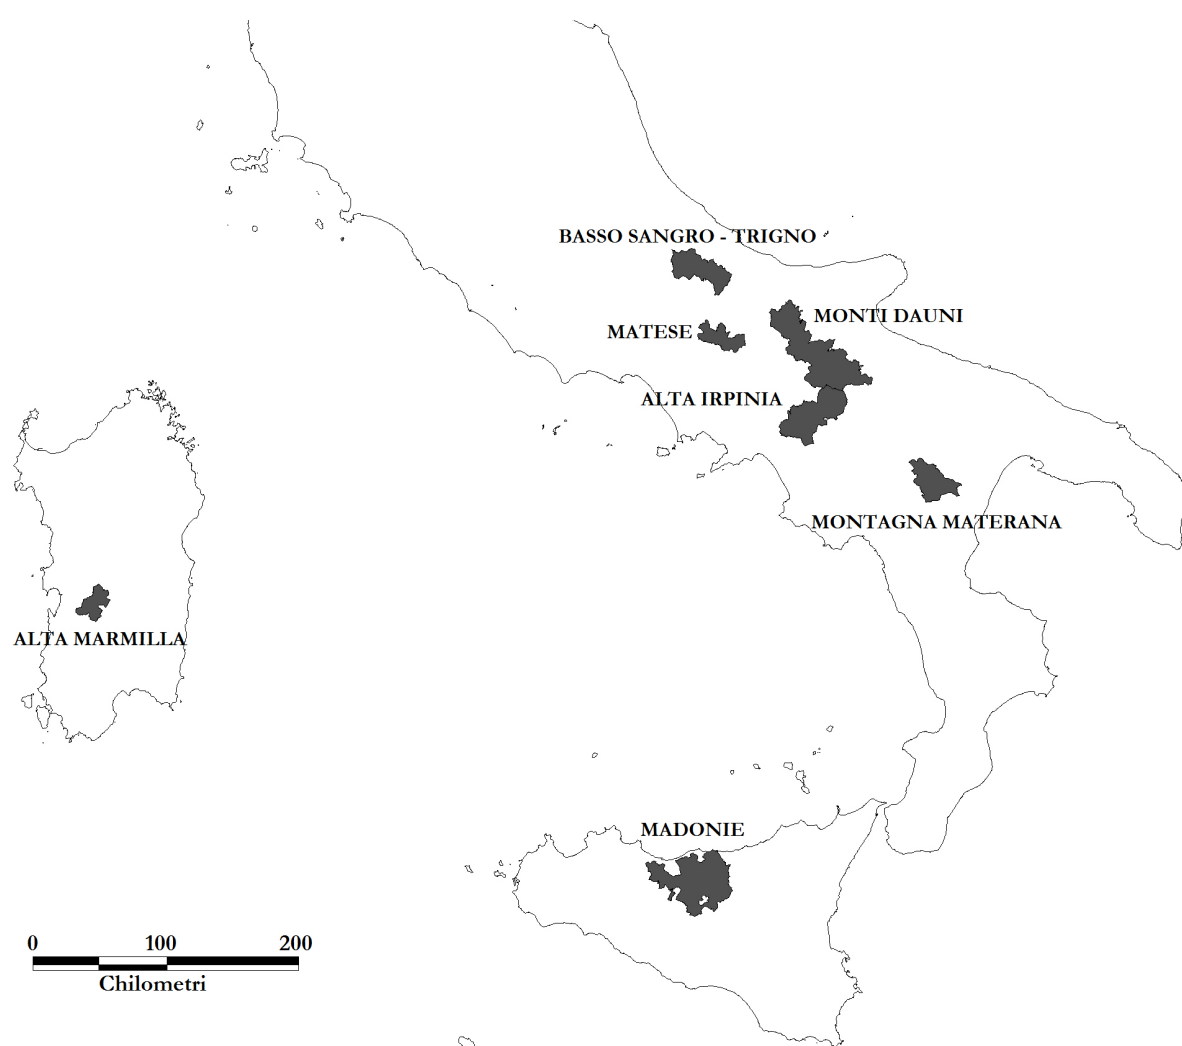 BASSO SANGRO - TRIGNO
MONTI DAUNI
MATESE
ALTA IRPINIA
MONTAGNA MATERANA
ALTA MARMILLA
MADONIE
0 100 200
Chilometri